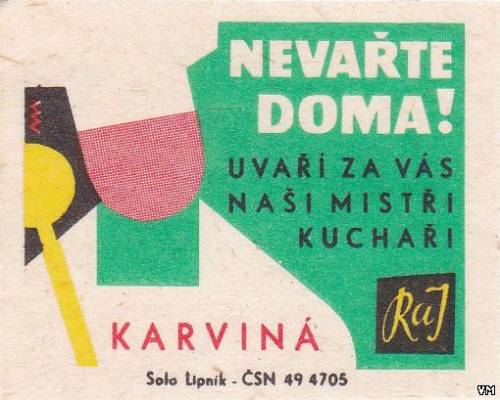 NEVAŘTE
DOMA!
UVAŘÍ ZA VÁS
NAŠI MISTŘI
KUCHAŘI
RaJ
KARVINÁ
Solo Lipník - ČSN 49 4705
VM